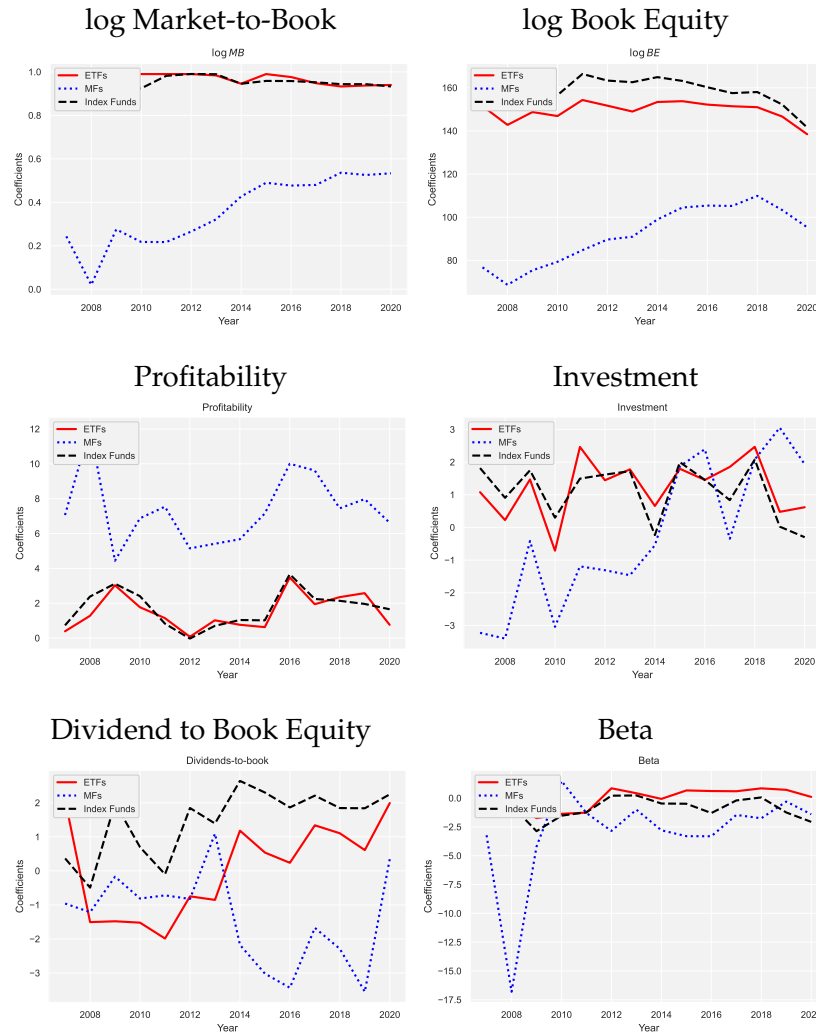 log Market-to-Book
log Book Equity
log MB
ETFs
MFs
Index Funds
1.0
0.8
0.6
0.4
0.2
0.0
Coefficients
2008 2010 2012 2014 2016 2018 2020
Year
log BE
ETFs
MFs
Index Funds
160
140
120
100
80
Coefficients
2008 2010 2012 2014 2016 2018 2020
Year
Profitability
Investment
Profitability
ETFs
MFs
Index Funds
12
10
8
6
4
2
0
Coefficients
2008 2010 2012 2014 2016 2018 2020
Year
Investment
ETFs
MFs
Index Funds
3
2
1
0
−1
−2
−3
Coefficients
2008 2010 2012 2014 2016 2018 2020
Year
Dividend to Book Equity
Beta
Dividends-to-book
ETFs
MFs
Index Funds
2
1
0
−1
−2
−3
Coefficients
2008 2010 2012 2014 2016 2018 2020
Year
Beta
ETFs
MFs
Index Funds
0.0
−2.5
−5.0
−7.5
−10.0
−12.5
−15.0
−17.5
Coefficients
2008 2010 2012 2014 2016 2018 202
Year